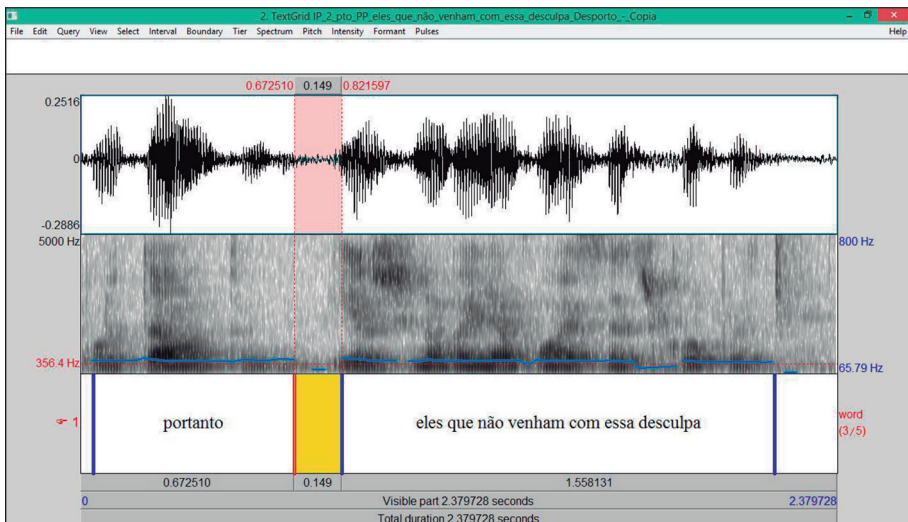 2. TextGrid IP_2_pto_PP_eles_que_não_venham_com_essa_desculpa_Desporto_-_Copia
File Edit Query View Select Interval Boundary Tier Spectrum Pitch Intensity Formant Pulses Help
0.672510 0.149 0.821597
0.2516
0
-0.2886
5000 Hz 800 Hz
356.4 Hz 65.79 Hz
1 portanto eles que não venham com essa desculpa word
(3/5)
0.672510 0.149 1.558131
0 Visible part 2.379728 seconds 2.379728
Total duration 2.379728 seconds